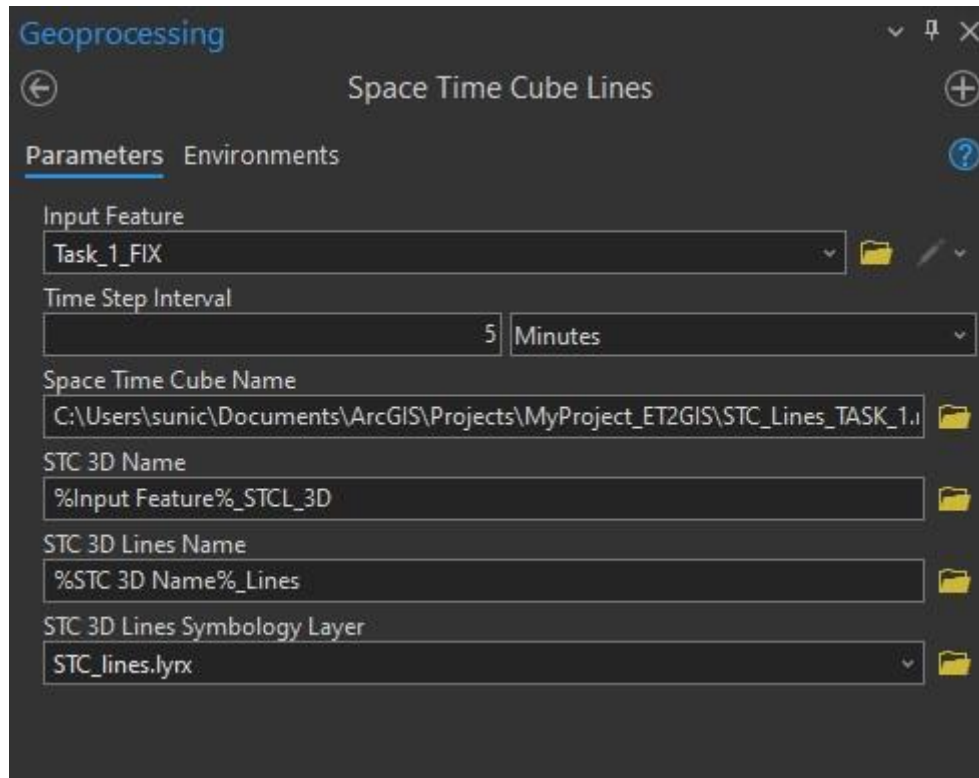 Geoprocessing
Space Time Cube Lines
Parameters Environments
Input Feature
Task_1_FIX
Time Step Interval
5 Minutes
Space Time Cube Name
C:\Users\sunic\Documents\ArcGIS\Projects\MyProject_ET2GIS\STC_Lines_TASK_1.
STC 3D Name
%Input Feature%_STCL_3D
STC 3D Lines Name
%STC 3D Name%_Lines
STC 3D Lines Symbology Layer
STC_lines.lyrx